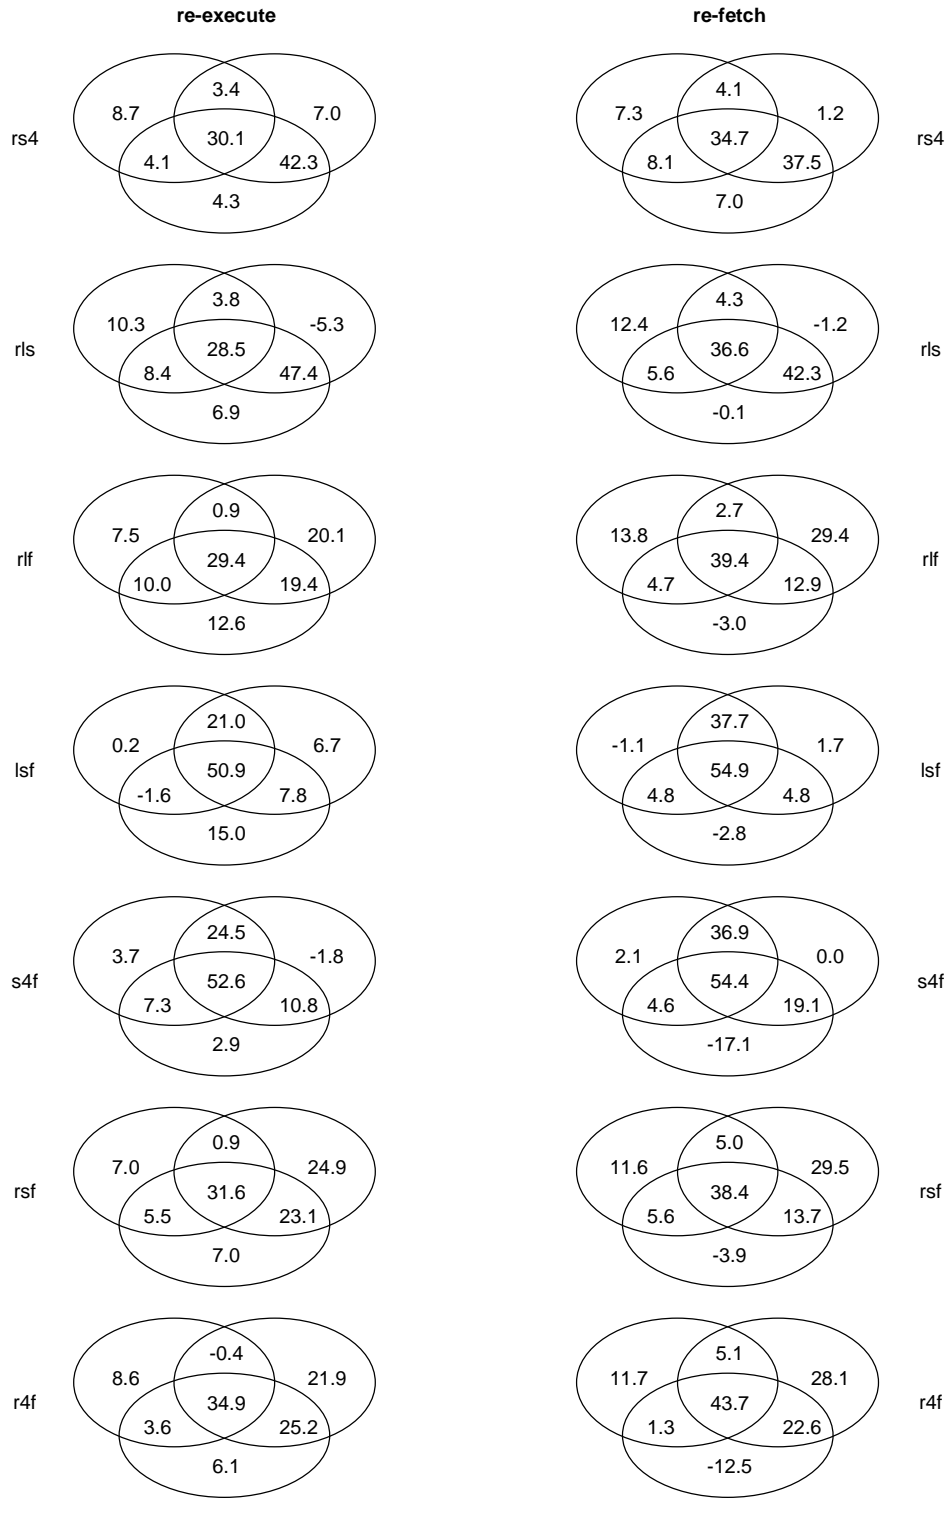 re-execute re-fetch
3.4 4.1
8.7 7.0 7.3 1.2
rs4 30.1 34.7 rs4
4.1 42.3 8.1 37.5
4.3 7.0
3.8 4.3
10.3 -5.3 12.4 -1.2
rls 28.5 36.6 rls
8.4 47.4 5.6 42.3
6.9 -0.1
0.9 2.7
7.5 20.1 13.8 29.4
rlf 29.4 39.4 rlf
10.0 19.4 4.7 12.9
12.6 -3.0
21.0 37.7
0.2 6.7 -1.1 1.7
lsf 50.9 54.9 lsf
-1.6 7.8 4.8 4.8
15.0 -2.8
24.5 36.9
3.7 -1.8 2.1 0.0
s4f 52.6 54.4 s4f
7.3 10.8 4.6 19.1
2.9 -17.1
0.9 5.0
7.0 24.9 11.6 29.5
rsf 31.6 38.4 rsf
5.5 23.1 5.6 13.7
7.0 -3.9
-0.4 5.1
8.6 21.9 11.7 28.1
r4f 34.9 43.7 r4f
3.6 25.2 1.3 22.6
6.1 -12.5